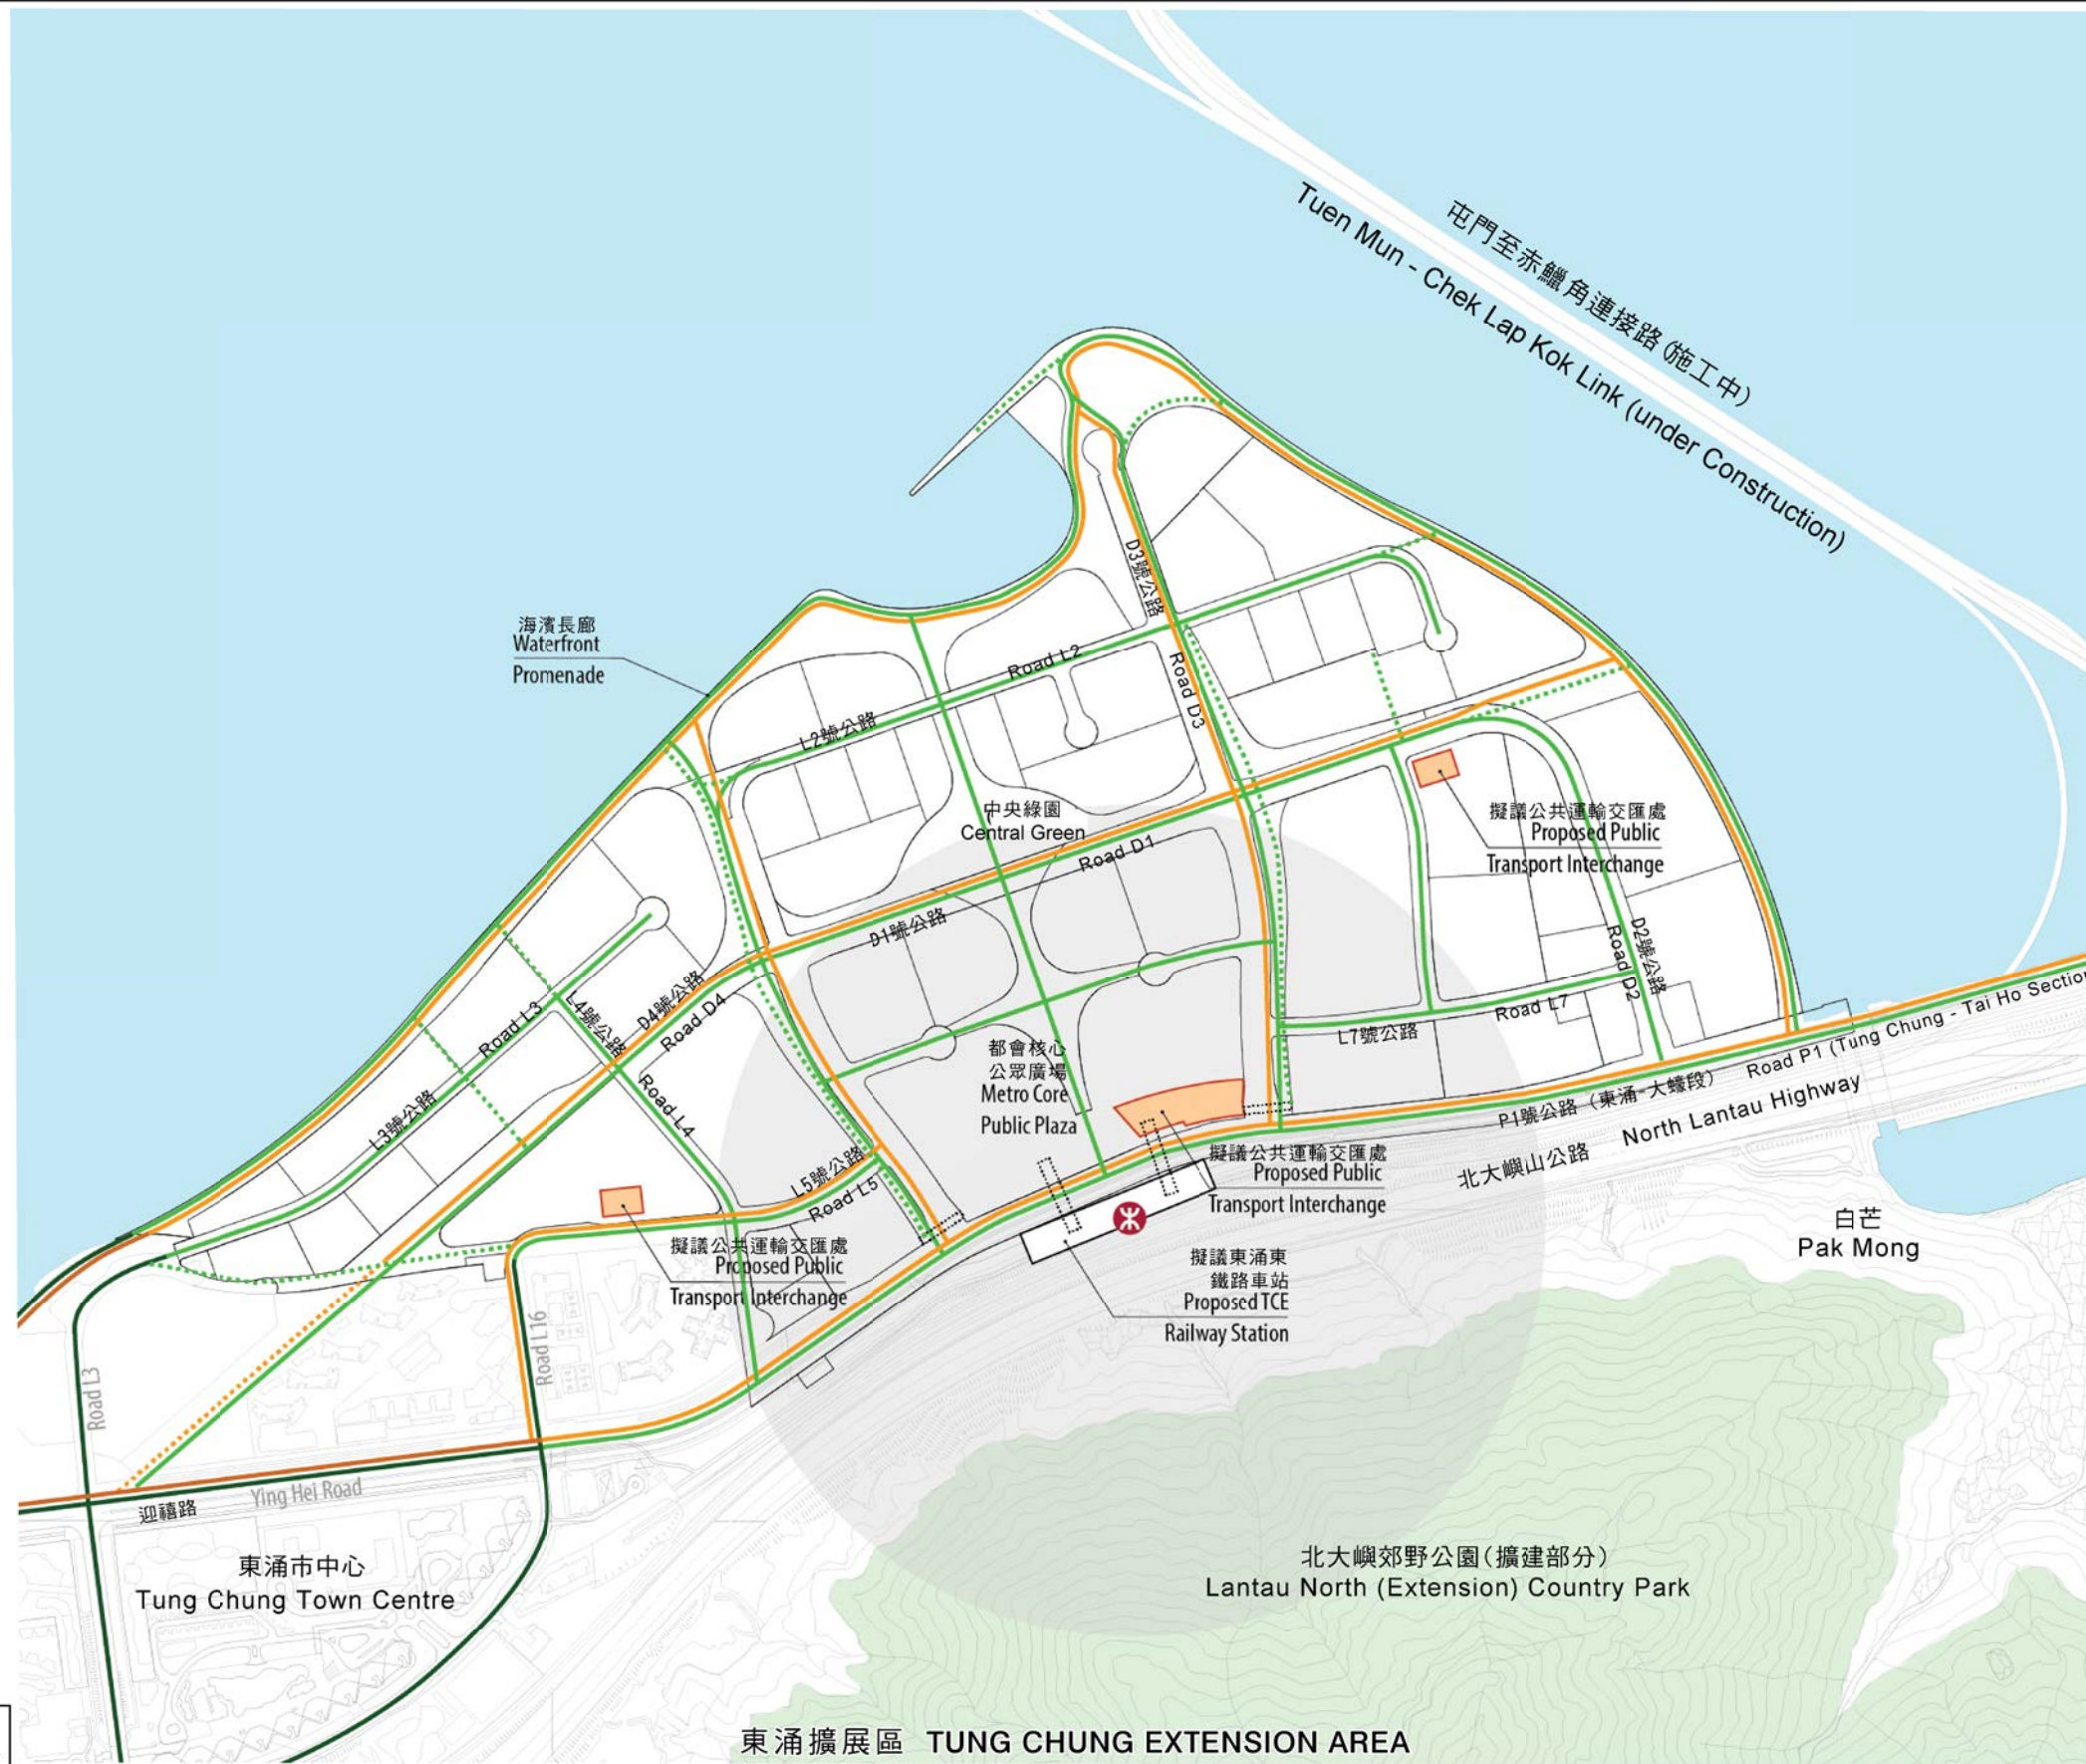 屯門至赤鱲角連接路（施工中）
Tuen Mun - Chek Lap Kok Link (under Construction)
海濱長廊
Waterfront
Promenade
D3號公路
Road D3
Road L2
L2號公路
中央綠園
Central Green
Road D1
D1號公路
擬議公共運輸交匯處
Proposed Public
Transport Interchange
D2號公路
Road D2
Road L7
L7號公路
Road L3
L3號公路
L4號公路
Road L4
D4號公路
Road D4
都會核心
公眾廣場
Metro Core
Public Plaza
L5號公路
Road L5
擬議公共運輸交匯處
Proposed Public
Transport Interchange
擬議公共運輸交匯處
Proposed Public
Transport Interchange
擬議東涌東
鐵路車站
Proposed TCE
Railway Station
P1號公路（東涌-大蠔段）
Road P1 (Tung Chung - Tai Ho Section
北大嶼山公路
North Lantau Highway
白芒
Pak Mong
Road L3
Road L16
Ying Hei Road
迎禧路
東涌市中心
Tung Chung Town Centre
北大嶼郊野公園（擴建部分）
Lantau North (Extension) Country Park
東涌擴展區 TUNG CHUNG EXTENSION AREA